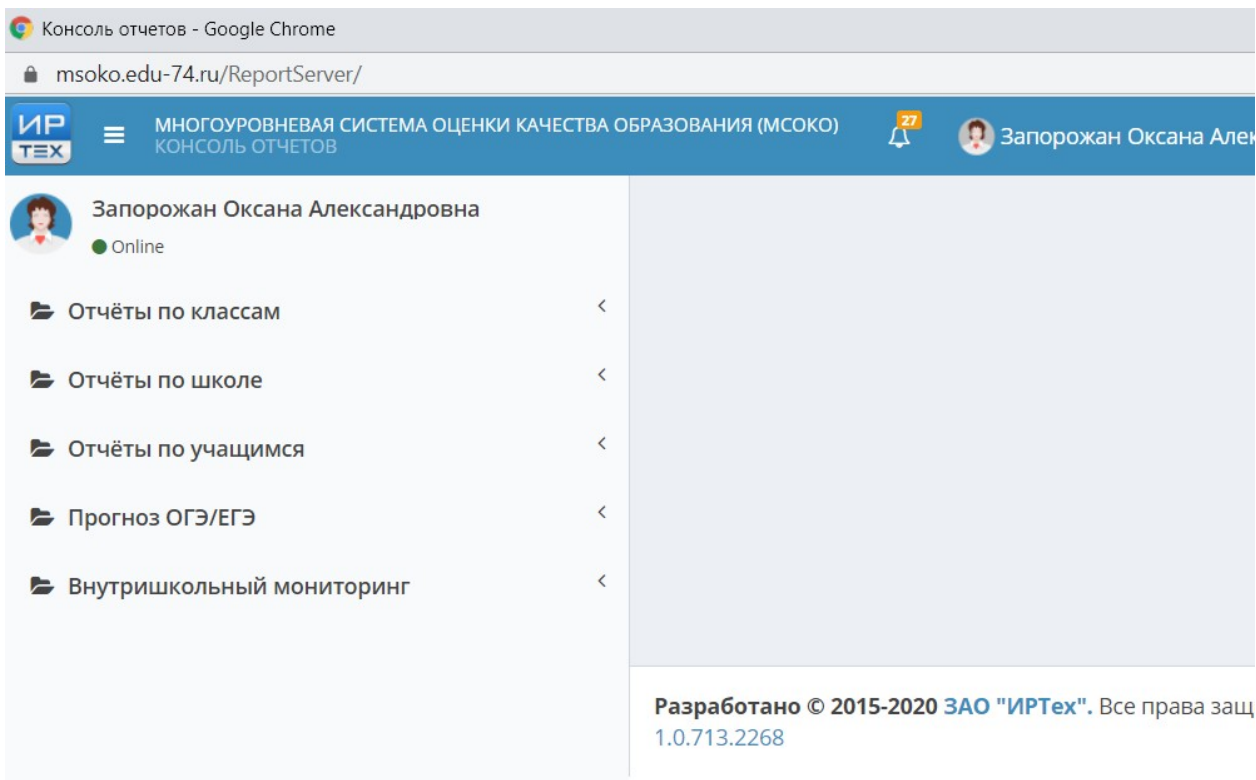 Консоль отчетов - Google Chrome
msoko.edu-74.ru/ReportServer/
ИР
ТЕХ
МНОГОУРОВНЕВАЯ СИСТЕМА ОЦЕНКИ КАЧЕСТВА ОБРАЗОВАНИЯ (МСОКО)
КОНСОЛЬ ОТЧЕТОВ
27
Запорожан Оксана Алек
Запорожан Оксана Александровна
Online
Отчёты по классам
Отчёты по школе
Отчёты по учащимся
Прогноз ОГЭ/ЕГЭ
Внутришкольный мониторинг
Разработано © 2015-2020 ЗАО "ИРТех". Все права защ
1.0.713.2268